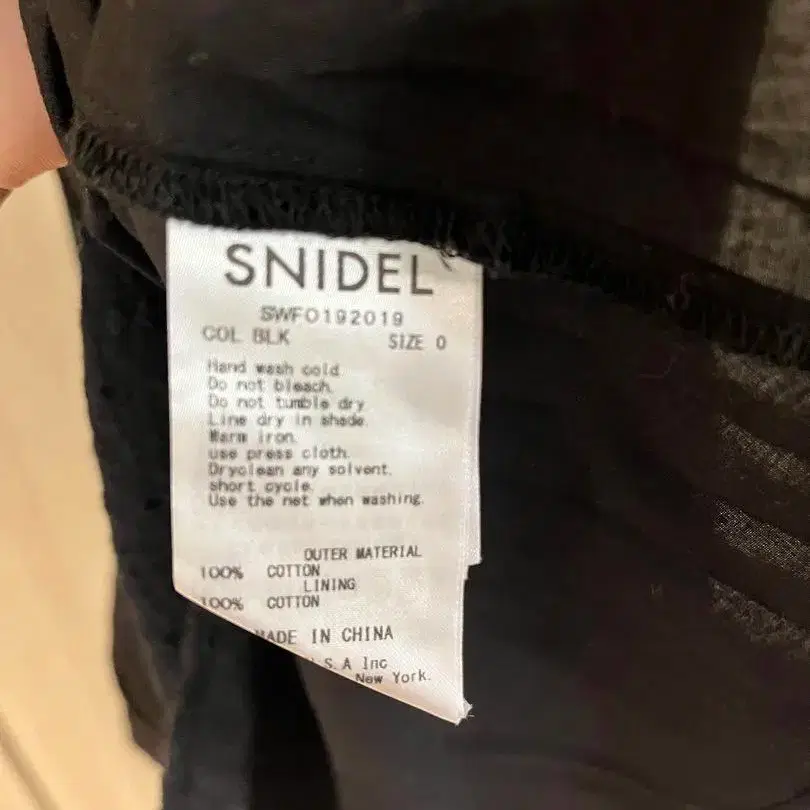 SNIDEL
SWFO192019
COL BLK SIZE 0
Hand wash cold
Do not bleach.
Do not tumble dry
Line dry in shade.
Warm iron.
use press cloth.
Dryclean any solvent.
short cycle.
Use the net when washing.
OUTER MATERIAL
100% COTTON
LINING
100% COTTON
MADE IN CHINA
.S.A Inc
New York.